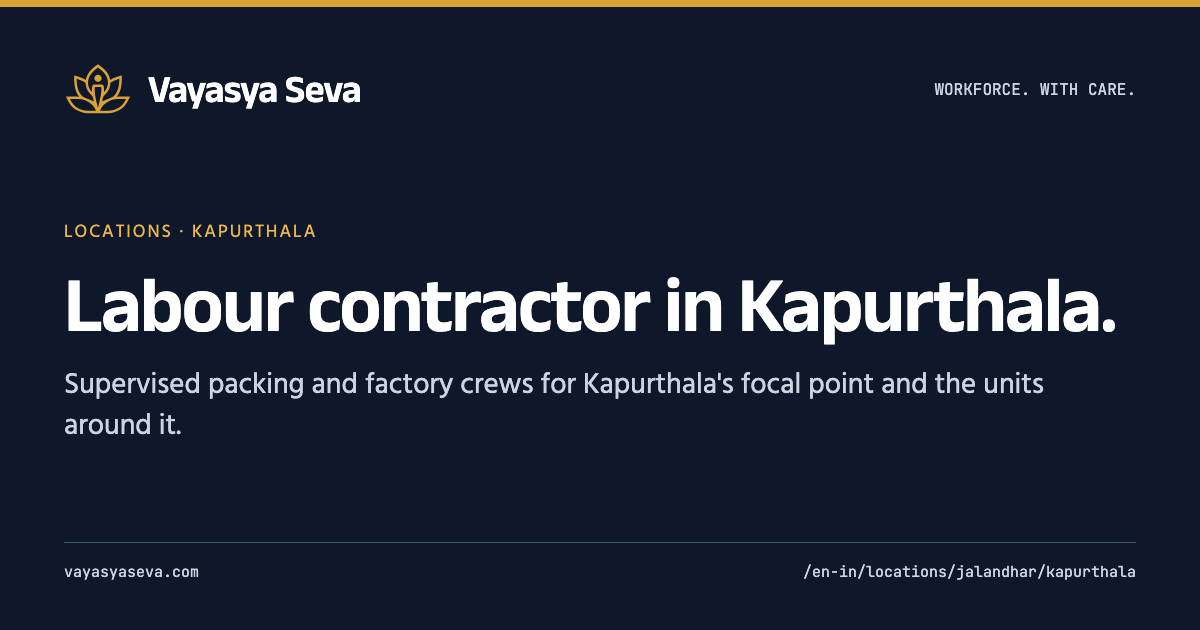 Vayasya Seva
WORKFORCE. WITH CARE.
LOCATIONS · KAPURTHALA
Labour contractor in Kapurthala.
Supervised packing and factory crews for Kapurthala's focal point and the units
around it.
vayasyaseva.com
/en-in/locations/jalandhar/kapurthala